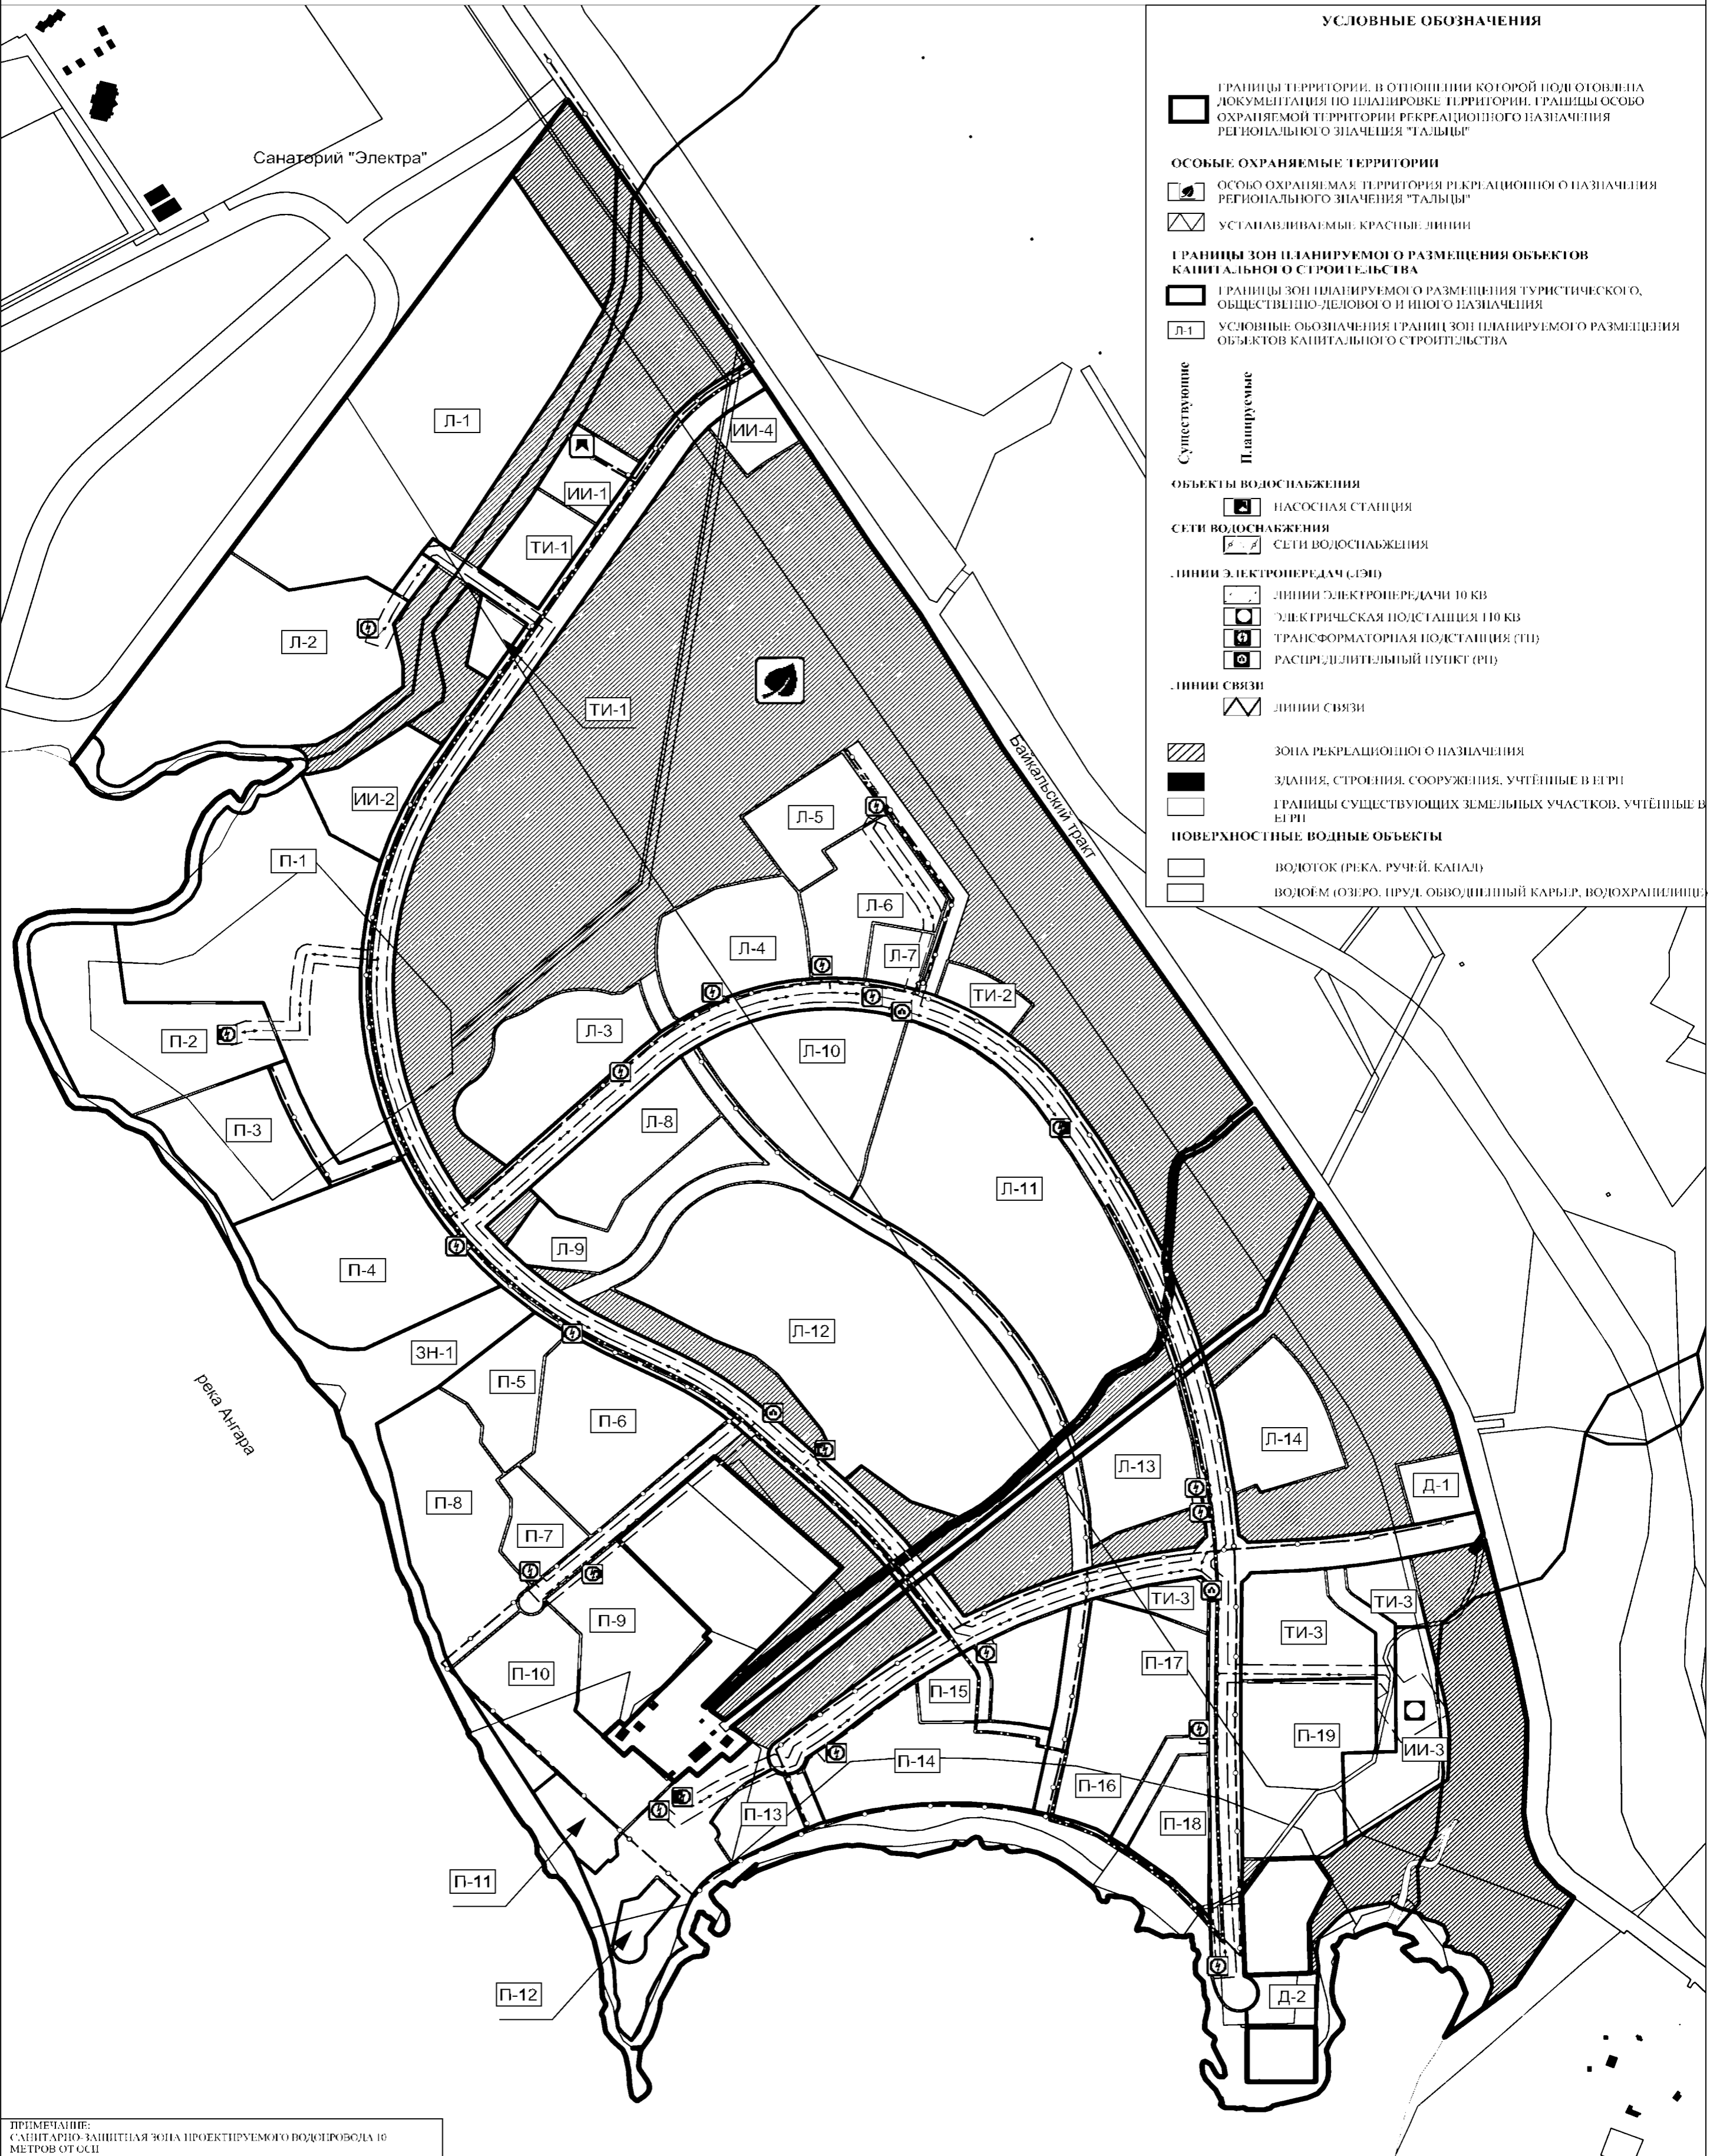 УСЛОВНЫЕ ОБОЗНАЧЕНИЯ
ГРАНИЦЫ ТЕРРИТОРИИ, В ОТНОШЕНИИ КОТОРОЙ ПОДГОТОВЛЕНА
ДОКУМЕНТАЦИЯ ПО ПЛАНИРОВКЕ ТЕРРИТОРИИ. ГРАНИЦЫ ОСОБО
ОХРАНЯЕМОЙ ТЕРРИТОРИИ РЕКРЕАЦИОННОГО НАЗНАЧЕНИЯ
РЕГИОНАЛЬНОГО ЗНАЧЕНИЯ "ТАЛЬЦЫ"
ОСОБЫЕ ОХРАНЯЕМЫЕ ТЕРРИТОРИИ
ОСОБО ОХРАНЯЕМАЯ ТЕРРИТОРИЯ РЕКРЕАЦИОННОГО НАЗНАЧЕНИЯ
РЕГИОНАЛЬНОГО ЗНАЧЕНИЯ "ТАЛЬЦЫ"
УСТАНАВЛИВАЕМЫЕ КРАСНЫЕ ЛИНИИ
ГРАНИЦЫ ЗОН ПЛАНИРУЕМОГО РАЗМЕЩЕНИЯ ОБЪЕКТОВ
КАПИТАЛЬНОГО СТРОИТЕЛЬСТВА
ГРАНИЦЫ ЗОН ПЛАНИРУЕМОГО РАЗМЕЩЕНИЯ ТУРИСТИЧЕСКОГО,
ОБЩЕСТВЕННО-ДЕЛОВОГО И ИНОГО НАЗНАЧЕНИЯ
Л-1
УСЛОВНЫЕ ОБОЗНАЧЕНИЯ ГРАНИЦ ЗОН ПЛАНИРУЕМОГО РАЗМЕЩЕНИЯ
ОБЪЕКТОВ КАПИТАЛЬНОГО СТРОИТЕЛЬСТВА
Существующие
Планируемые
ОБЪЕКТЫ ВОДОСНАБЖЕНИЯ
НАСОСНАЯ СТАНЦИЯ
СЕТИ ВОДОСНАБЖЕНИЯ
СЕТИ ВОДОСНАБЖЕНИЯ
ЛИНИИ ЭЛЕКТРОПЕРЕДАЧ (ЛЭП)
ЛИНИИ ЭЛЕКТРОПЕРЕДАЧИ 10 КВ
ЭЛЕКТРИЧЕСКАЯ ПОДСТАНЦИЯ 110 КВ
ТРАНСФОРМАТОРНАЯ ПОДСТАНЦИЯ (ТП)
РАСПРЕДЕЛИТЕЛЬНЫЙ ПУНКТ (РП)
ЛИНИИ СВЯЗИ
ЛИНИИ СВЯЗИ
ЗОНА РЕКРЕАЦИОННОГО НАЗНАЧЕНИЯ
ЗДАНИЯ, СТРОЕНИЯ, СООРУЖЕНИЯ, УЧТЁННЫЕ В ЕГРН
ГРАНИЦЫ СУЩЕСТВУЮЩИХ ЗЕМЕЛЬНЫХ УЧАСТКОВ, УЧТЁННЫЕ В
ЕГРН
ПОВЕРХНОСТНЫЕ ВОДНЫЕ ОБЪЕКТЫ
ВОДОТОК (РЕКА, РУЧЕЙ, КАНАЛ)
ВОДОЁМ (ОЗЕРО, ПРУД, ОБВОДНЕННЫЙ КАРЬЕР, ВОДОХРАНИЛИЩЕ)
Санаторий "Электра"
Л-1
ИИ-4
ИИ-1
ТИ-1
Л-2
ТИ-1
Байкальский тракт
ИИ-2
Л-5
П-1
Л-6
Л-4
Л-7
ТИ-2
Л-3
П-2
Л-10
Л-8
П-3
Л-11
Л-9
П-4
Л-12
ЗН-1
П-5
река Ангара
П-6
Л-14
Л-13
Д-1
П-8
П-7
ТИ-3
ТИ-3
П-9
ТИ-3
П-17
П-10
П-15
П-19
ИИ-3
П-14
П-16
П-13
П-18
П-11
П-12
Д-2
ПРИМЕЧАНИЕ:
САНИТАРНО-ЗАЩИТНАЯ ЗОНА ПРОЕКТИРУЕМОГО ВОДОПРОВОДА 10
МЕТРОВ ОТ ОСИ